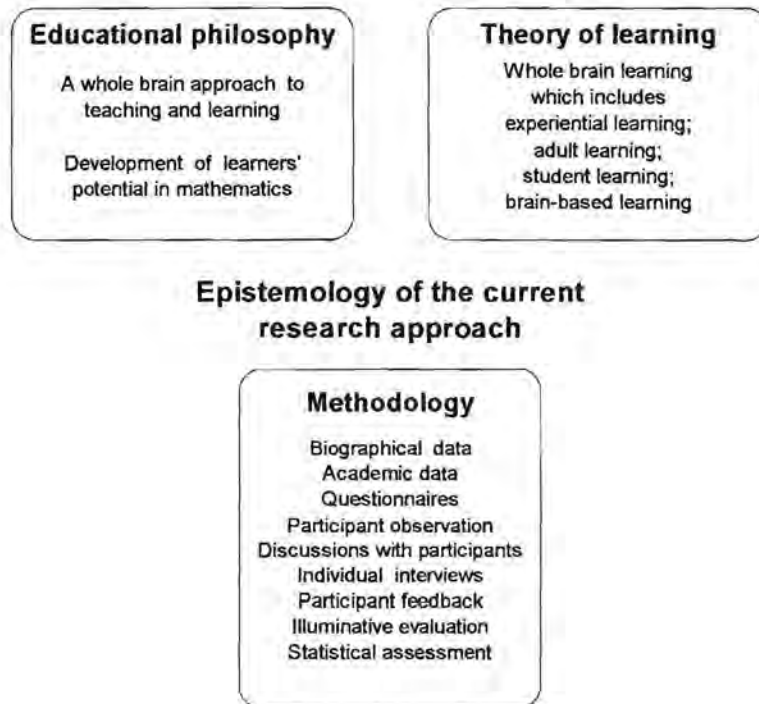 Educational philosophy
A whole brain approach to
teaching and learning
Development of learners'
potential in mathematics
Theory of learning
Whole brain learning
which includes
experiential learning;
adult learning;
student learning;
brain-based learning
Epistemology of the current
research approach
Methodology
Biographical data
Academic data
Questionnaires
Participant observation
Discussions with participants
Individual interviews
Participant feedback
Illuminative evaluation
Statistical assessment